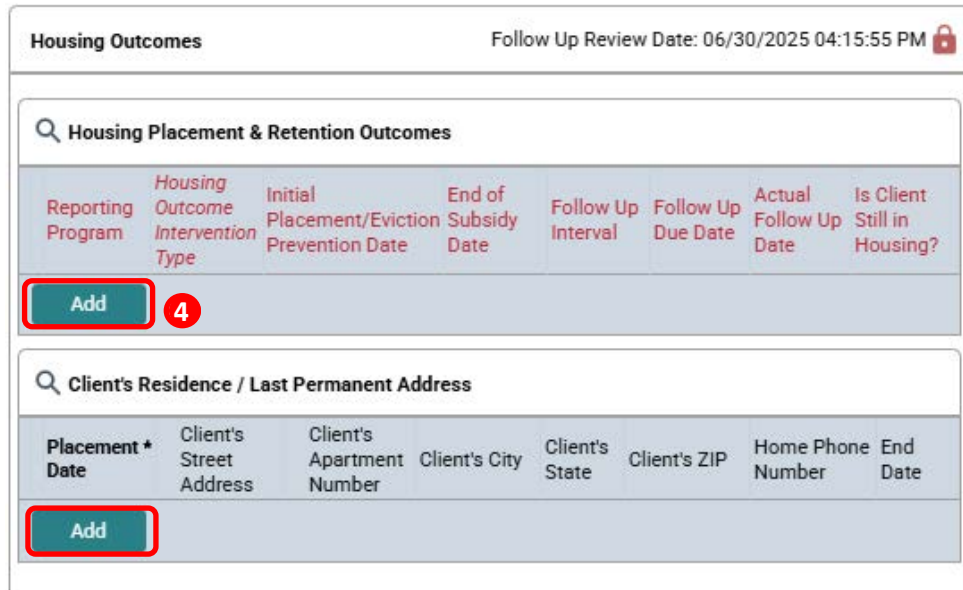 Housing Outcomes Follow Up Review Date: 06/30/2025 04:15:55 PM
Housing Placement & Retention Outcomes
Reporting Program
Housing Outcome Intervention Type
Initial Placement/Eviction Prevention Date
End of Subsidy Date
Follow Up Interval
Follow Up Due Date
Actual Follow Up Date
Is Client Still in Housing?
Add 4
Client's Residence / Last Permanent Address
Placement * Date
Client's Street Address
Client's Apartment Number
Client's City
Client's State
Client's ZIP
Home Phone Number
End Date
Add